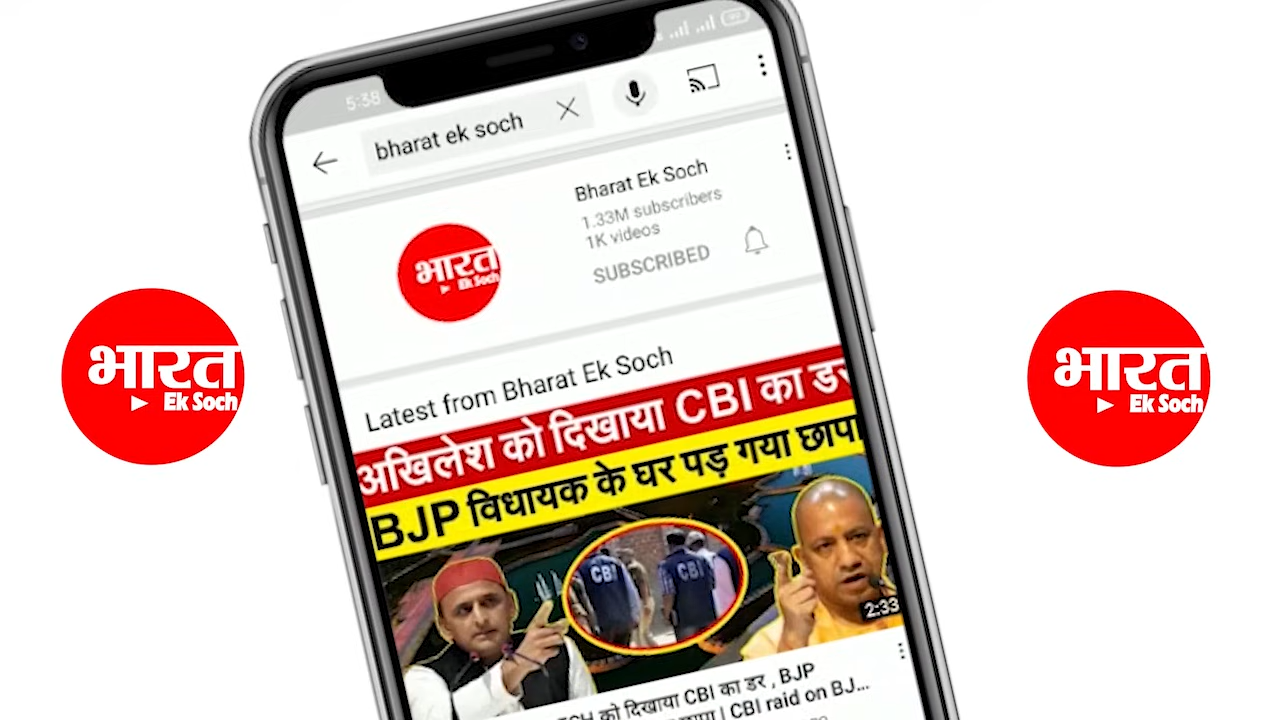 5:38
bharat ek soch
Bharat Ek Soch
1.33M subscribers
1K videos
SUBSCRIBED
भारत
Ek Soch
Latest from Bharat Ek Soch
अखिलेश को दिखाया CBI का डर
BJP विधायक के घर पड़ गया छापा
CBI
CBI
2:33
को दिखाया CBI का डर , BJP
| CBI raid on BJ...
भारत
Ek Soch
भारत
Ek Soch